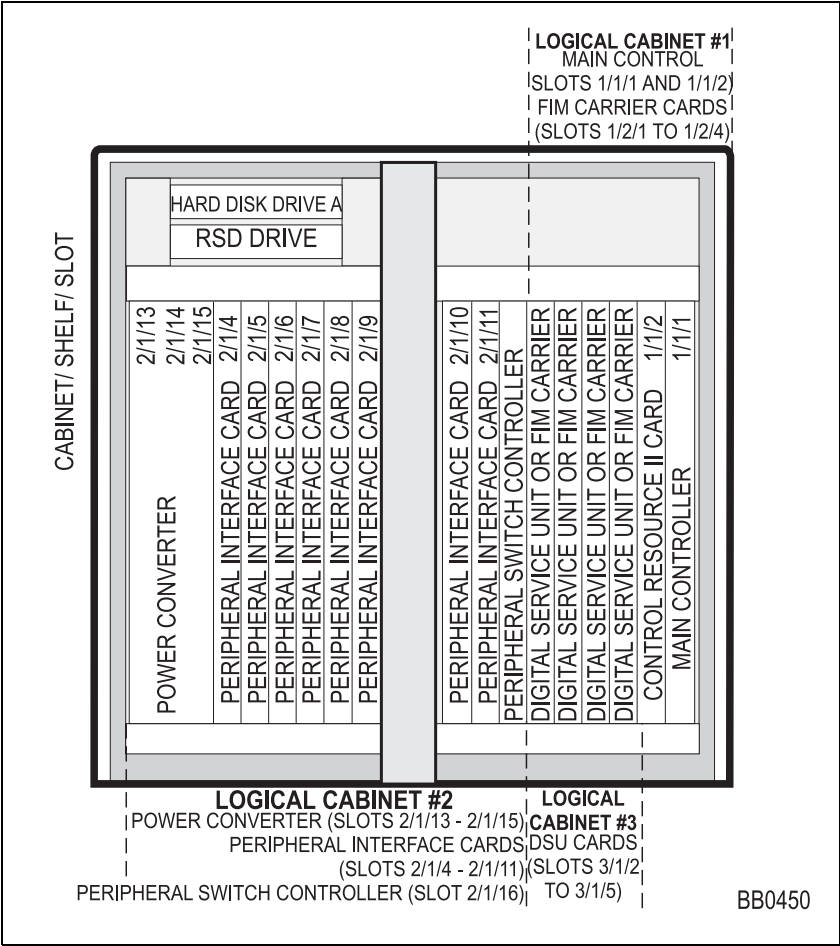 LOGICAL CABINET #1
MAIN CONTROL
SLOTS 1/1/1 AND 1/1/2)
FIM CARRIER CARDS
(SLOTS 1/2/1 TO 1/2/4)
CABINET/ SHELF/ SLOT
HARD DISK DRIVE A
RSD DRIVE
POWER CONVERTER
2/1/13
2/1/14
2/1/15
PERIPHERAL INTERFACE CARD 2/1/4
PERIPHERAL INTERFACE CARD 2/1/5
PERIPHERAL INTERFACE CARD 2/1/6
PERIPHERAL INTERFACE CARD 2/1/7
PERIPHERAL INTERFACE CARD 2/1/8
PERIPHERAL INTERFACE CARD 2/1/9
PERIPHERAL INTERFACE CARD 2/1/10
PERIPHERAL INTERFACE CARD 2/1/11
PERIPHERAL SWITCH CONTROLLER
DIGITAL SERVICE UNIT OR FIM CARRIER
DIGITAL SERVICE UNIT OR FIM CARRIER
DIGITAL SERVICE UNIT OR FIM CARRIER
DIGITAL SERVICE UNIT OR FIM CARRIER
CONTROL RESOURCE II CARD 1/1/2
MAIN CONTROLLER 1/1/1
LOGICAL CABINET #2
POWER CONVERTER (SLOTS 2/1/13 - 2/1/15)
PERIPHERAL INTERFACE CARDS
(SLOTS 2/1/4 - 2/1/11)
PERIPHERAL SWITCH CONTROLLER (SLOT 2/1/16)
LOGICAL
CABINET #3
DSU CARDS
(SLOTS 3/1/2
TO 3/1/5)
BB0450